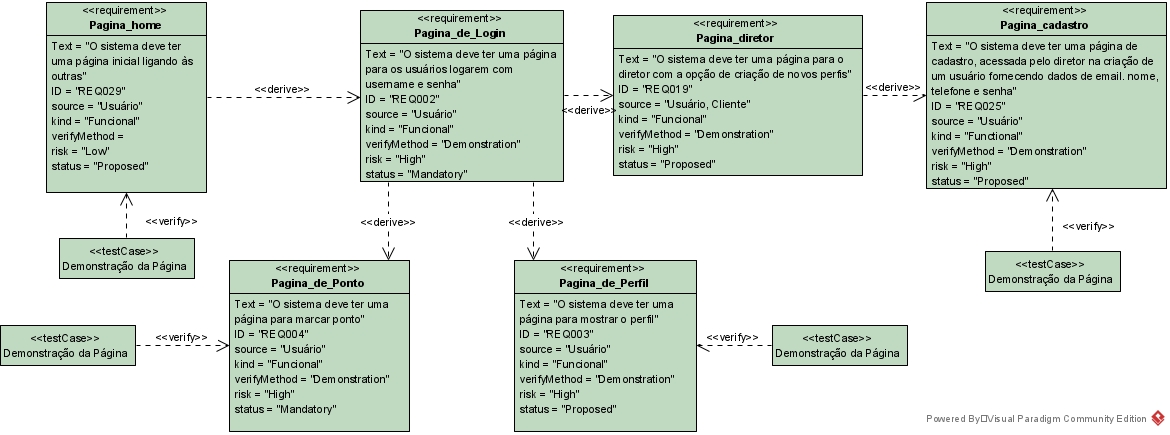 <<requirement>>
Pagina_home
Text = "O sistema deve ter
uma página inicial ligando às
outras"
ID = "REQ029"
source = "Usuário"
kind = "Funcional"
verifyMethod =
risk = "Low"
status = "Proposed"
<<derive>>
<<requirement>>
Pagina_de_Login
Text = "O sistema deve ter uma página
para os usuários logarem com
username e senha"
ID = "REQ002"
source = "Usuário"
kind = "Funcional"
verifyMethod = "Demonstration"
risk = "High"
status = "Mandatory"
<<derive>>
<<requirement>>
Pagina_diretor
Text = "O sistema deve ter uma página para o
diretor com a opção de criação de novos perfis"
ID = "REQ019"
source = "Usuário, Cliente"
kind = "Funcional"
verifyMethod = "Demonstration"
risk = "High"
status = "Proposed"
<<derive>>
<<requirement>>
Pagina_cadastro
Text = "O sistema deve ter uma página de
cadastro, acessada pelo diretor na criação de
um usuário fornecendo dados de email. nome,
telefone e senha"
ID = "REQ025"
source = "Usuário"
kind = "Functional"
verifyMethod = "Demonstration"
risk = "High"
status = "Proposed"
<<verify>>
<<testCase>>
Demonstração da Página
<<derive>>
<<derive>>
<<verify>>
<<testCase>>
Demonstração da Página
<<testCase>>
Demonstração da Página
<<verify>>
<<requirement>>
Pagina_de_Ponto
Text = "O sistema deve ter uma
página para marcar ponto"
ID = "REQ004"
source = "Usuário"
kind = "Funcional"
verifyMethod = "Demonstration"
risk = "High"
status = "Mandatory"
<<requirement>>
Pagina_de_Perfil
Text = "O sistema deve ter uma
página para mostrar o perfil"
ID = "REQ003"
source = "Usuário"
kind = "Funcional"
verifyMethod = "Demonstration"
risk = "High"
status = "Proposed"
<<verify>>
<<testCase>>
Demonstração da Página
Powered By Visual Paradigm Community Edition